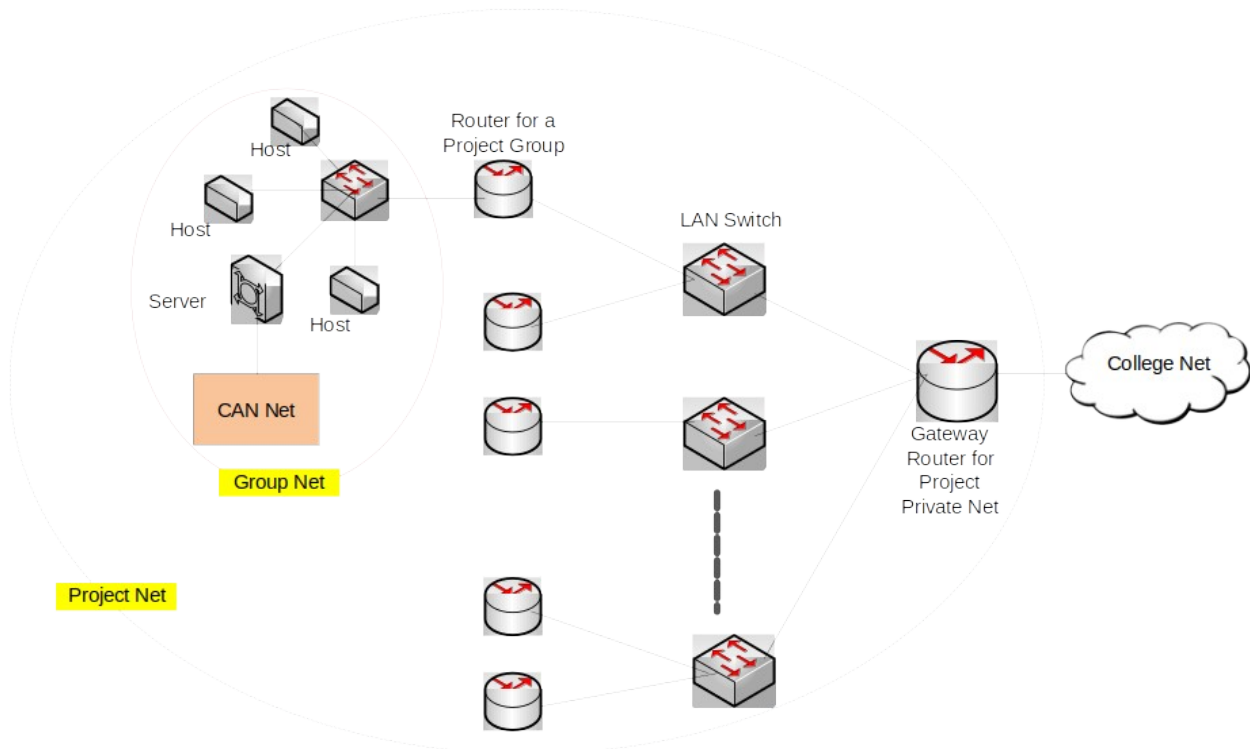 Router for a
Project Group
Host
Host
LAN Switch
Server
Host
College Net
CAN Net
Gateway
Router for
Project
Private Net
Group Net
Project Net